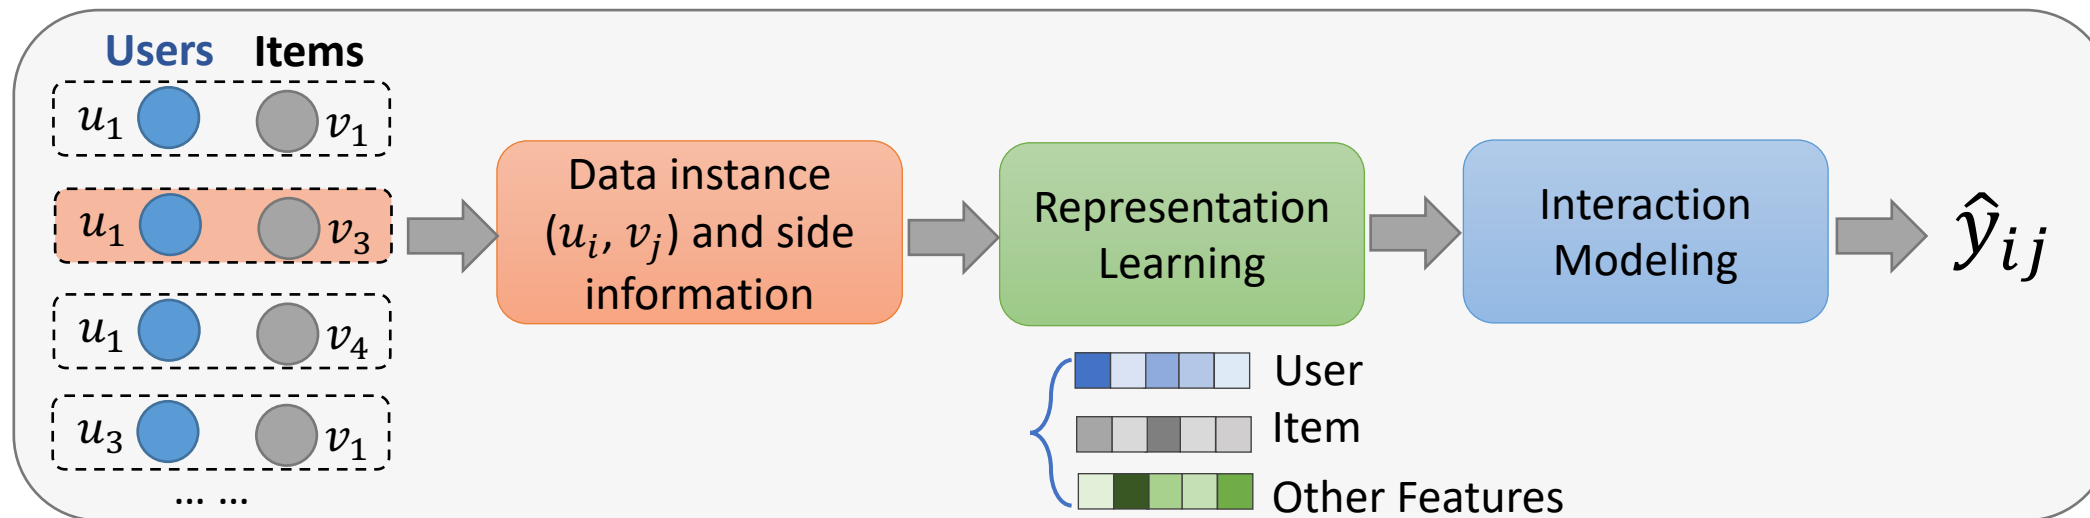 Users Items
u₁ v₁
u₁ v₃
u₁ v₄
u₃ v₁
... ...
Data instance
(uᵢ, vⱼ) and side
information
Representation
Learning
User
Item
Other Features
Interaction
Modeling
ŷᵢⱼ